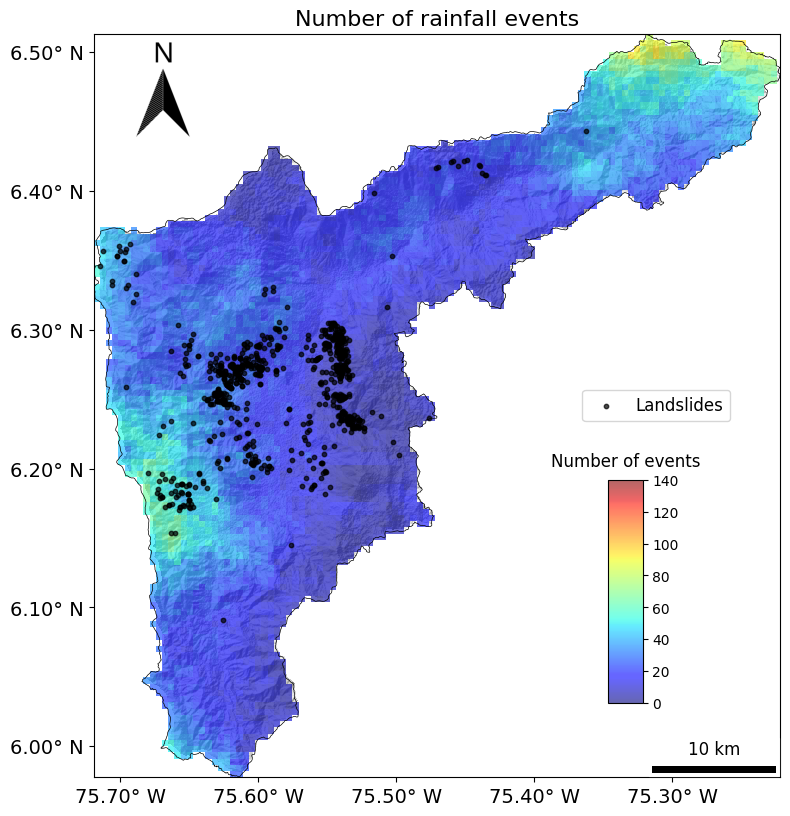 Number of rainfall events
N
6.50° N
6.40° N
6.30° N
6.20° N
6.10° N
6.00° N
Landslides
Number of events
140
120
100
80
60
40
20
0
10 km
75.70° W 75.60° W 75.50° W 75.40° W 75.30° W